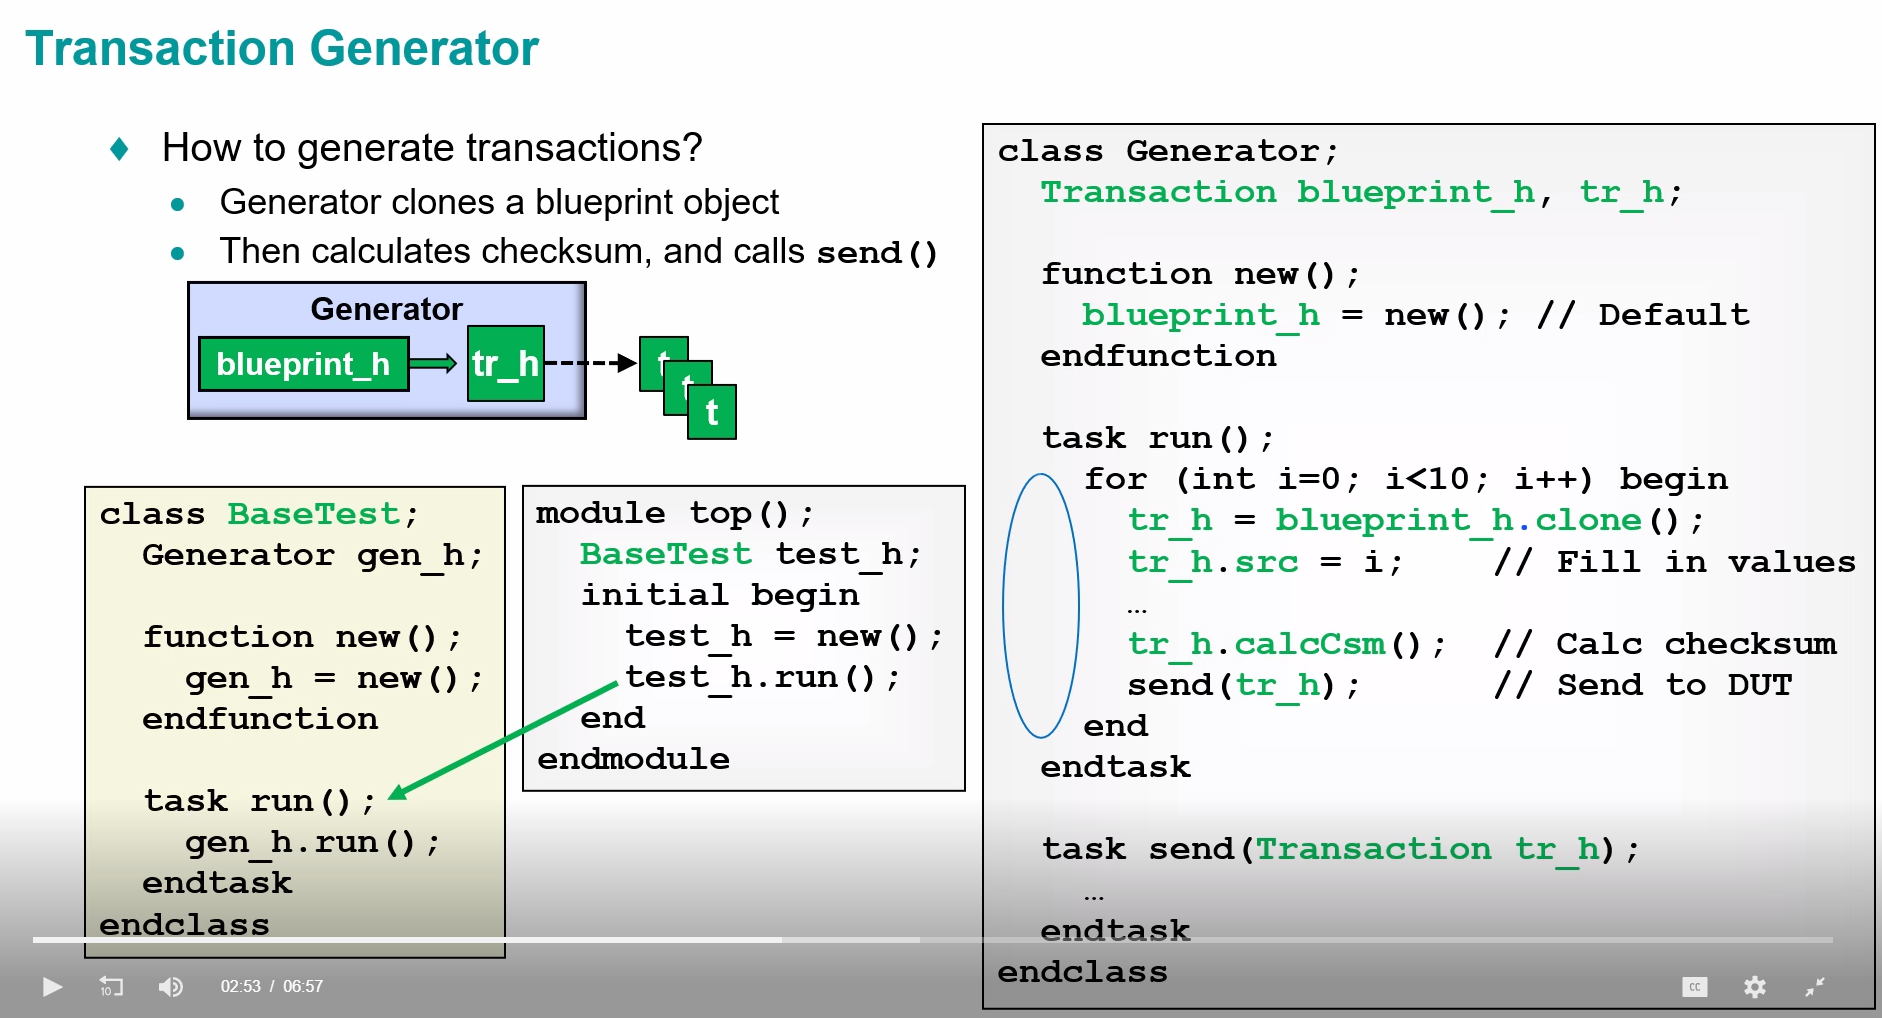 Transaction Generator
How to generate transactions?
Generator clones a blueprint object
Then calculates checksum, and calls send()
Generator
blueprint_h
tr_h
t
t
t
class BaseTest;
Generator gen_h;
function new();
gen_h = new();
endfunction
task run();
gen_h.run();
endtask
endclass
module top();
BaseTest test_h;
initial begin
test_h = new();
test_h.run();
end
endmodule
class Generator;
Transaction blueprint_h, tr_h;
function new();
blueprint_h = new(); // Default
endfunction
task run();
for (int i=0; i<10; i++) begin
tr_h = blueprint_h.clone();
tr_h.src = i; // Fill in values
…
tr_h.calcCsm(); // Calc checksum
send(tr_h); // Send to DUT
end
endtask
task send(Transaction tr_h);
…
endtask
endclass
10
02:53 / 06:57
CC